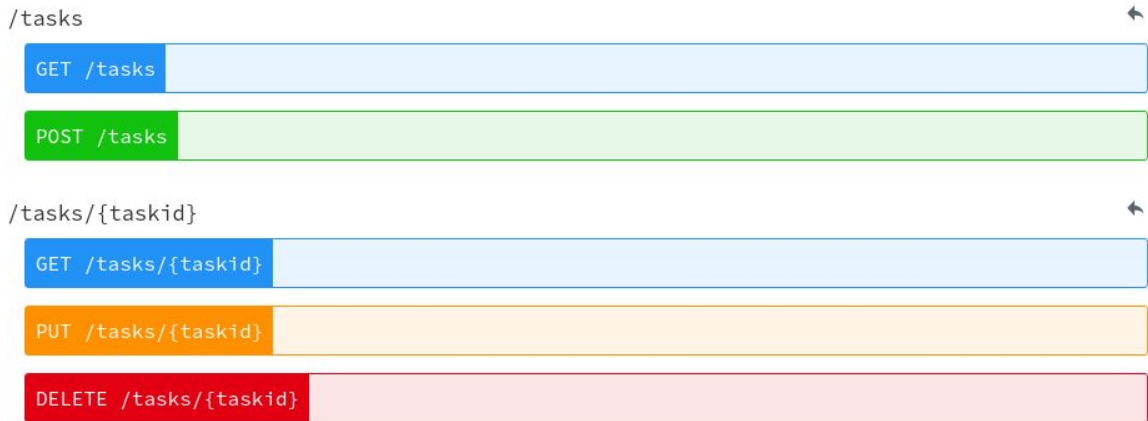 /tasks
GET /tasks
POST /tasks
/tasks/{taskid}
GET /tasks/{taskid}
PUT /tasks/{taskid}
DELETE /tasks/{taskid}